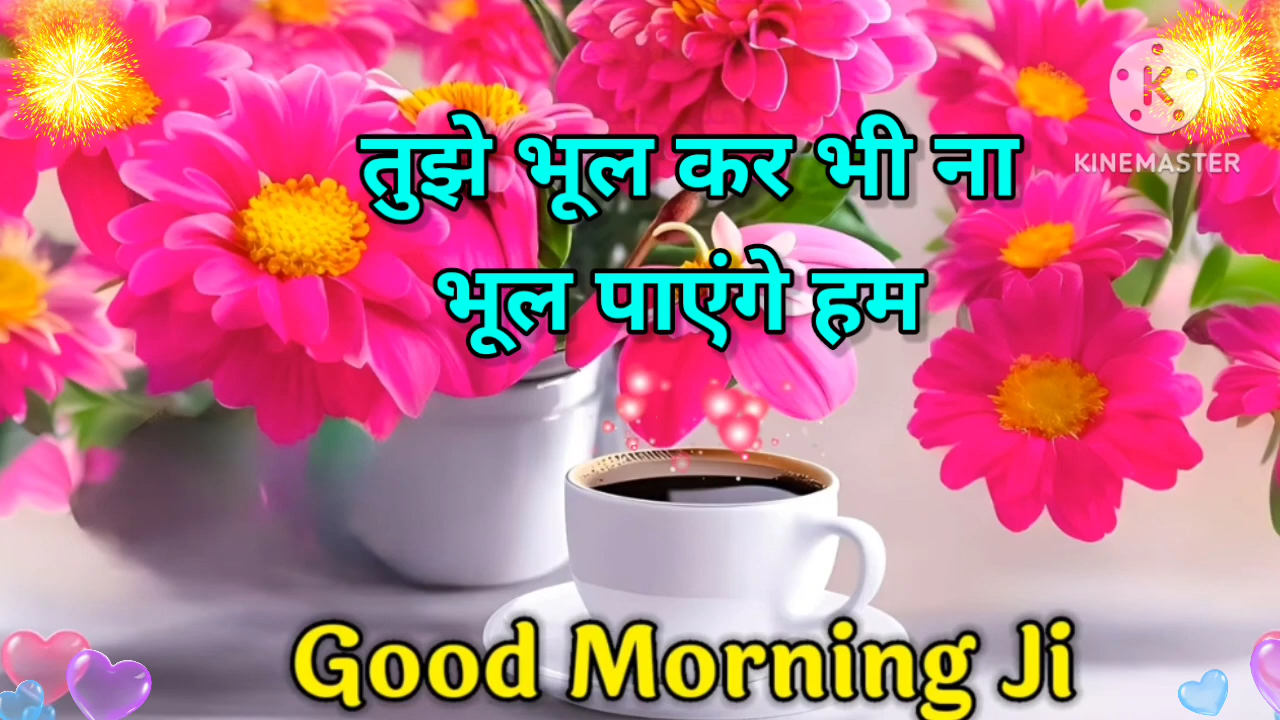 तुझे भूल कर भी ना
KINEMASTER
भूल पाएंगे हम
Good Morning Ji